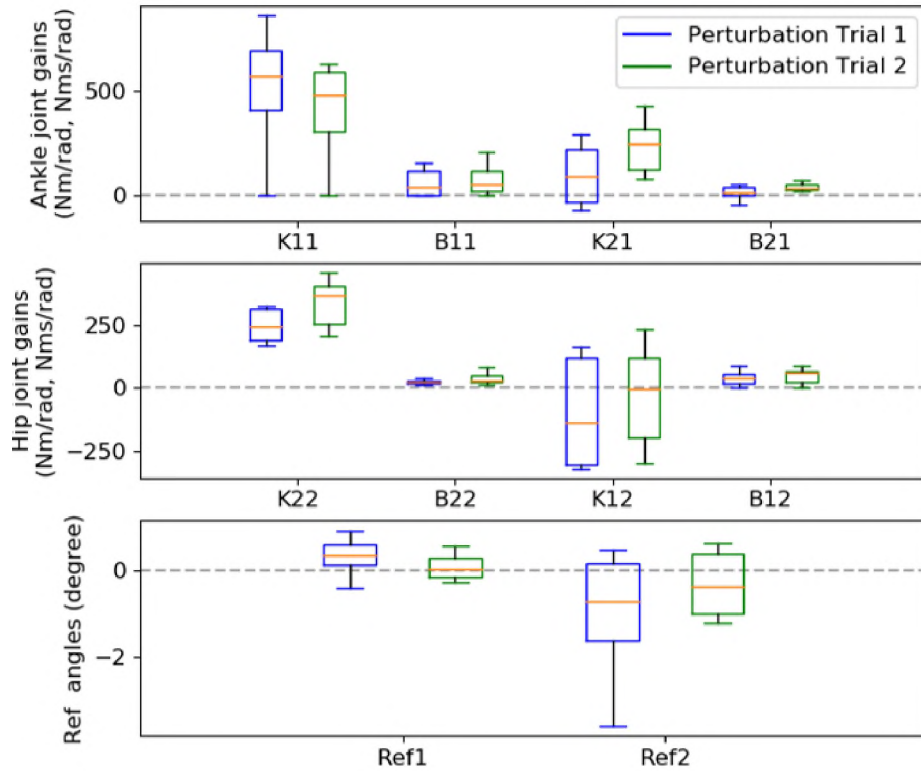 Ankle joint gains
(Nm/rad, Nms/rad)
500
0
Perturbation Trial 1
Perturbation Trial 2
K11 B11 K21 B21
Hip joint gains
(Nm/rad, Nms/rad)
250
0
−250
K22 B22 K12 B12
Ref angles (degree)
0
−2
Ref1 Ref2